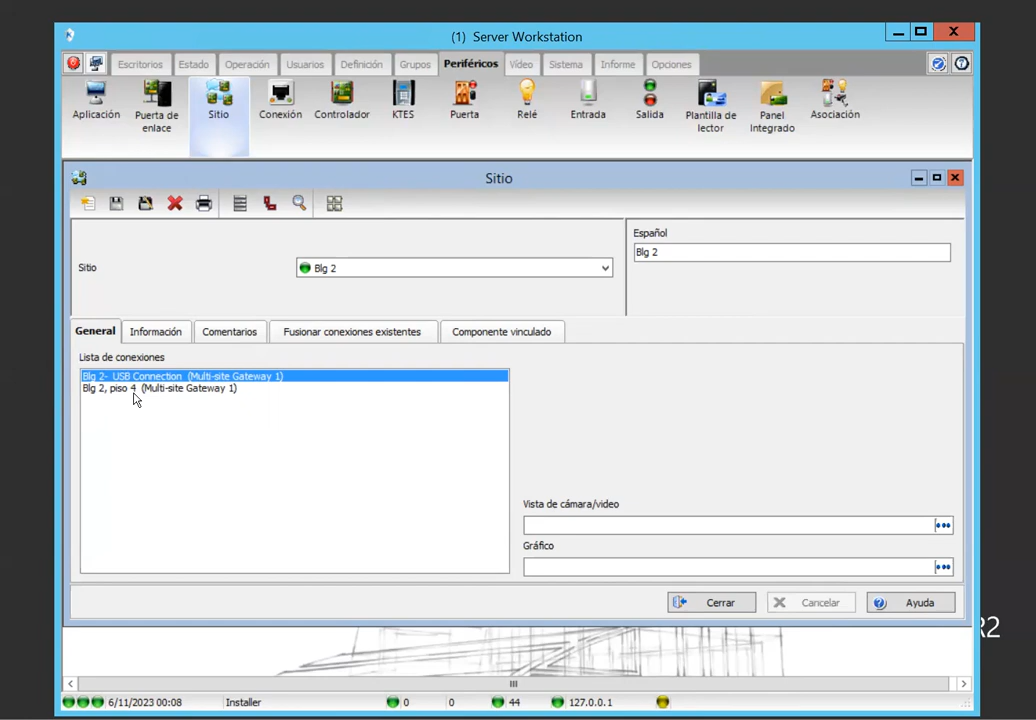 (1) Server Workstation
Escritorios Estado Operación Usuarios Definición Grupos Periféricos Vídeo Sistema Informe Opciones
Aplicación Puerta de enlace Sitio Conexión Controlador KTES Puerta Relé Entrada Salida Plantilla de lector Panel Integrado Asociación
Sitio
Español
Blg 2
Sitio
Blg 2
General Información Comentarios Fusionar conexiones existentes Componente vinculado
Lista de conexiones
Blg 2- USB Connection (Multi-site Gateway 1)
Blg 2, piso 4 (Multi-site Gateway 1)
Vista de cámara/video
Gráfico
Cerrar Cancelar Ayuda
R2
6/11/2023 00:08 Installer 0 0 44 127.0.0.1